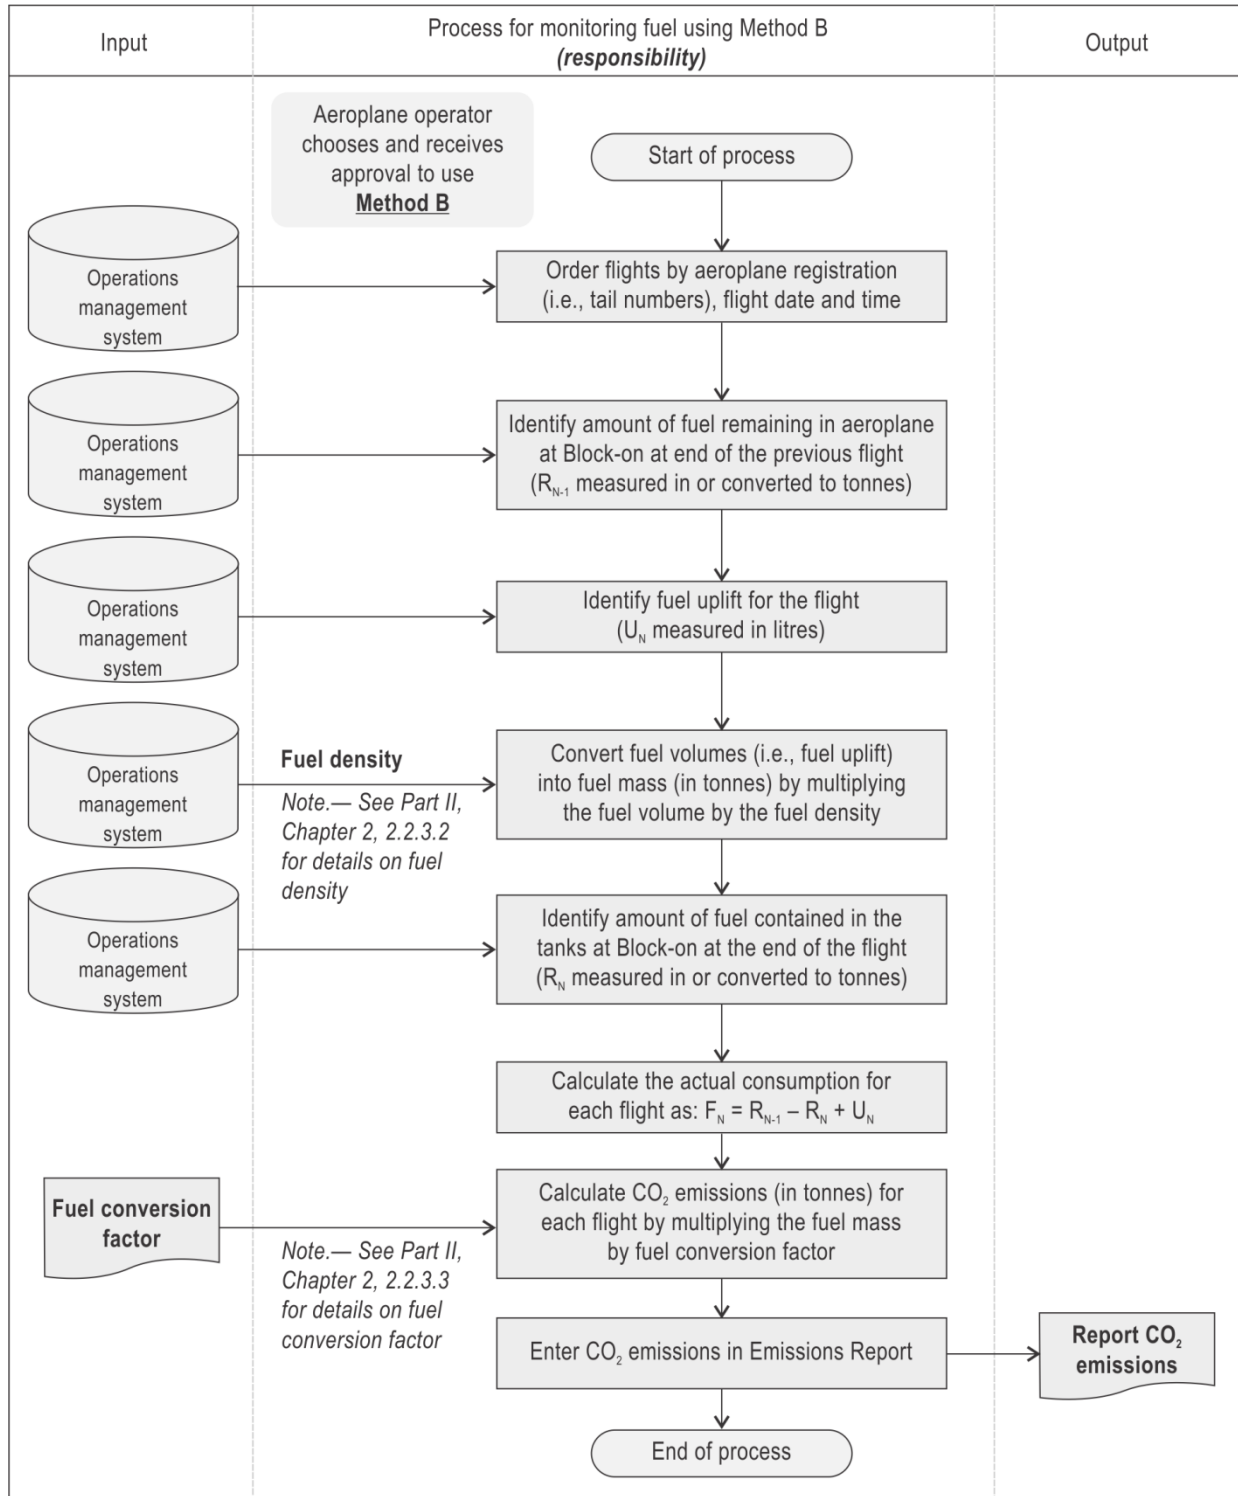 Input
Process for monitoring fuel using Method B
(responsibility)
Output
Aeroplane operator
chooses and receives
approval to use
Method B
Start of process
Operations
management
system
Order flights by aeroplane registration
(i.e., tail numbers), flight date and time
Operations
management
system
Identify amount of fuel remaining in aeroplane
at Block-on at end of the previous flight
(R_{N-1} measured in or converted to tonnes)
Operations
management
system
Identify fuel uplift for the flight
(U_N measured in litres)
Operations
management
system
Fuel density
Note.— See Part II,
Chapter 2, 2.2.3.2
for details on fuel
density
Convert fuel volumes (i.e., fuel uplift)
into fuel mass (in tonnes) by multiplying
the fuel volume by the fuel density
Operations
management
system
Identify amount of fuel contained in the
tanks at Block-on at the end of the flight
(R_N measured in or converted to tonnes)
Calculate the actual consumption for
each flight as: F_N = R_{N-1} – R_N + U_N
Fuel conversion
factor
Note.— See Part II,
Chapter 2, 2.2.3.3
for details on fuel
conversion factor
Calculate CO₂ emissions (in tonnes) for
each flight by multiplying the fuel mass
by fuel conversion factor
Enter CO₂ emissions in Emissions Report
Report CO₂
emissions
End of process